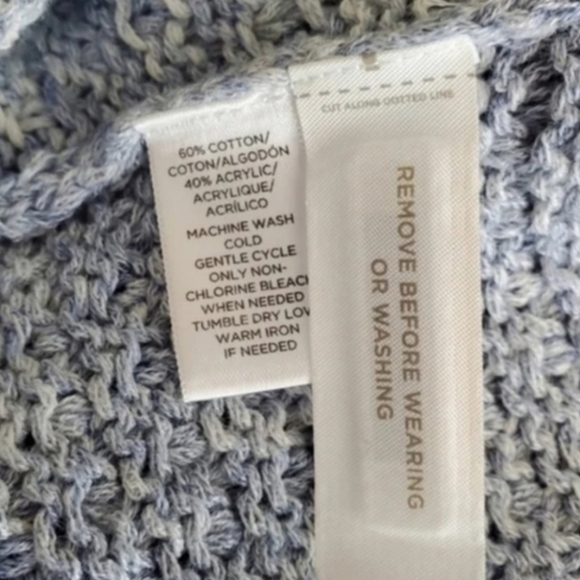 60% COTTON/
COTON/ALGODÓN
40% ACRYLIC/
ACRYLIQUE/
ACRÍLICO
MACHINE WASH
COLD
GENTLE CYCLE
ONLY NON-
CHLORINE BLEACH
WHEN NEEDED
TUMBLE DRY LOW
WARM IRON
IF NEEDED
CUT ALONG DOTTED LINE
REMOVE BEFORE WEARING
OR WASHING